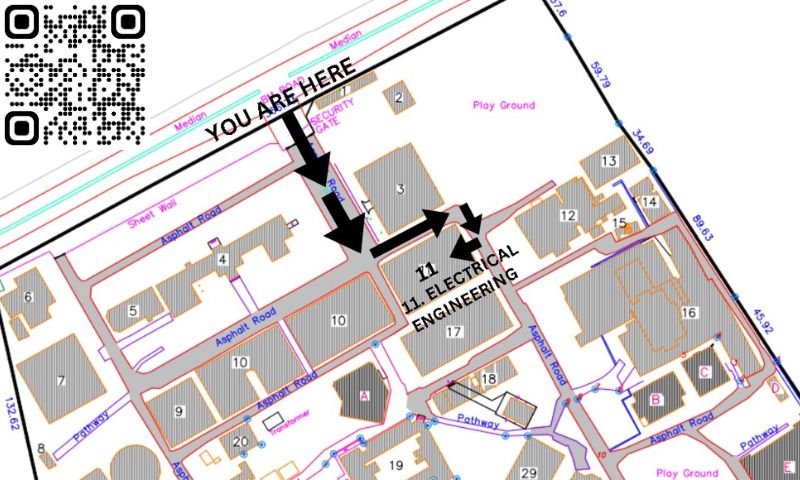 57.6
Median
59.79
YOU ARE HERE
1
2
SECURITY
GATE
Play Ground
Median
34.69
13
3
14
Sheet Wall
Asphalt Road
Road
12
15
89.63
4
11
11. ELECTRICAL
ENGINEERING
6
5
Asphalt Road
10
17
16
45.92
Asphalt Road
10
7
18
A
C
B
D
132.62
9
Asphalt Road
Pathway
Transformer
Pathway
Asphalt Road
8
20
10
Pathway
19
29
Play Ground
E